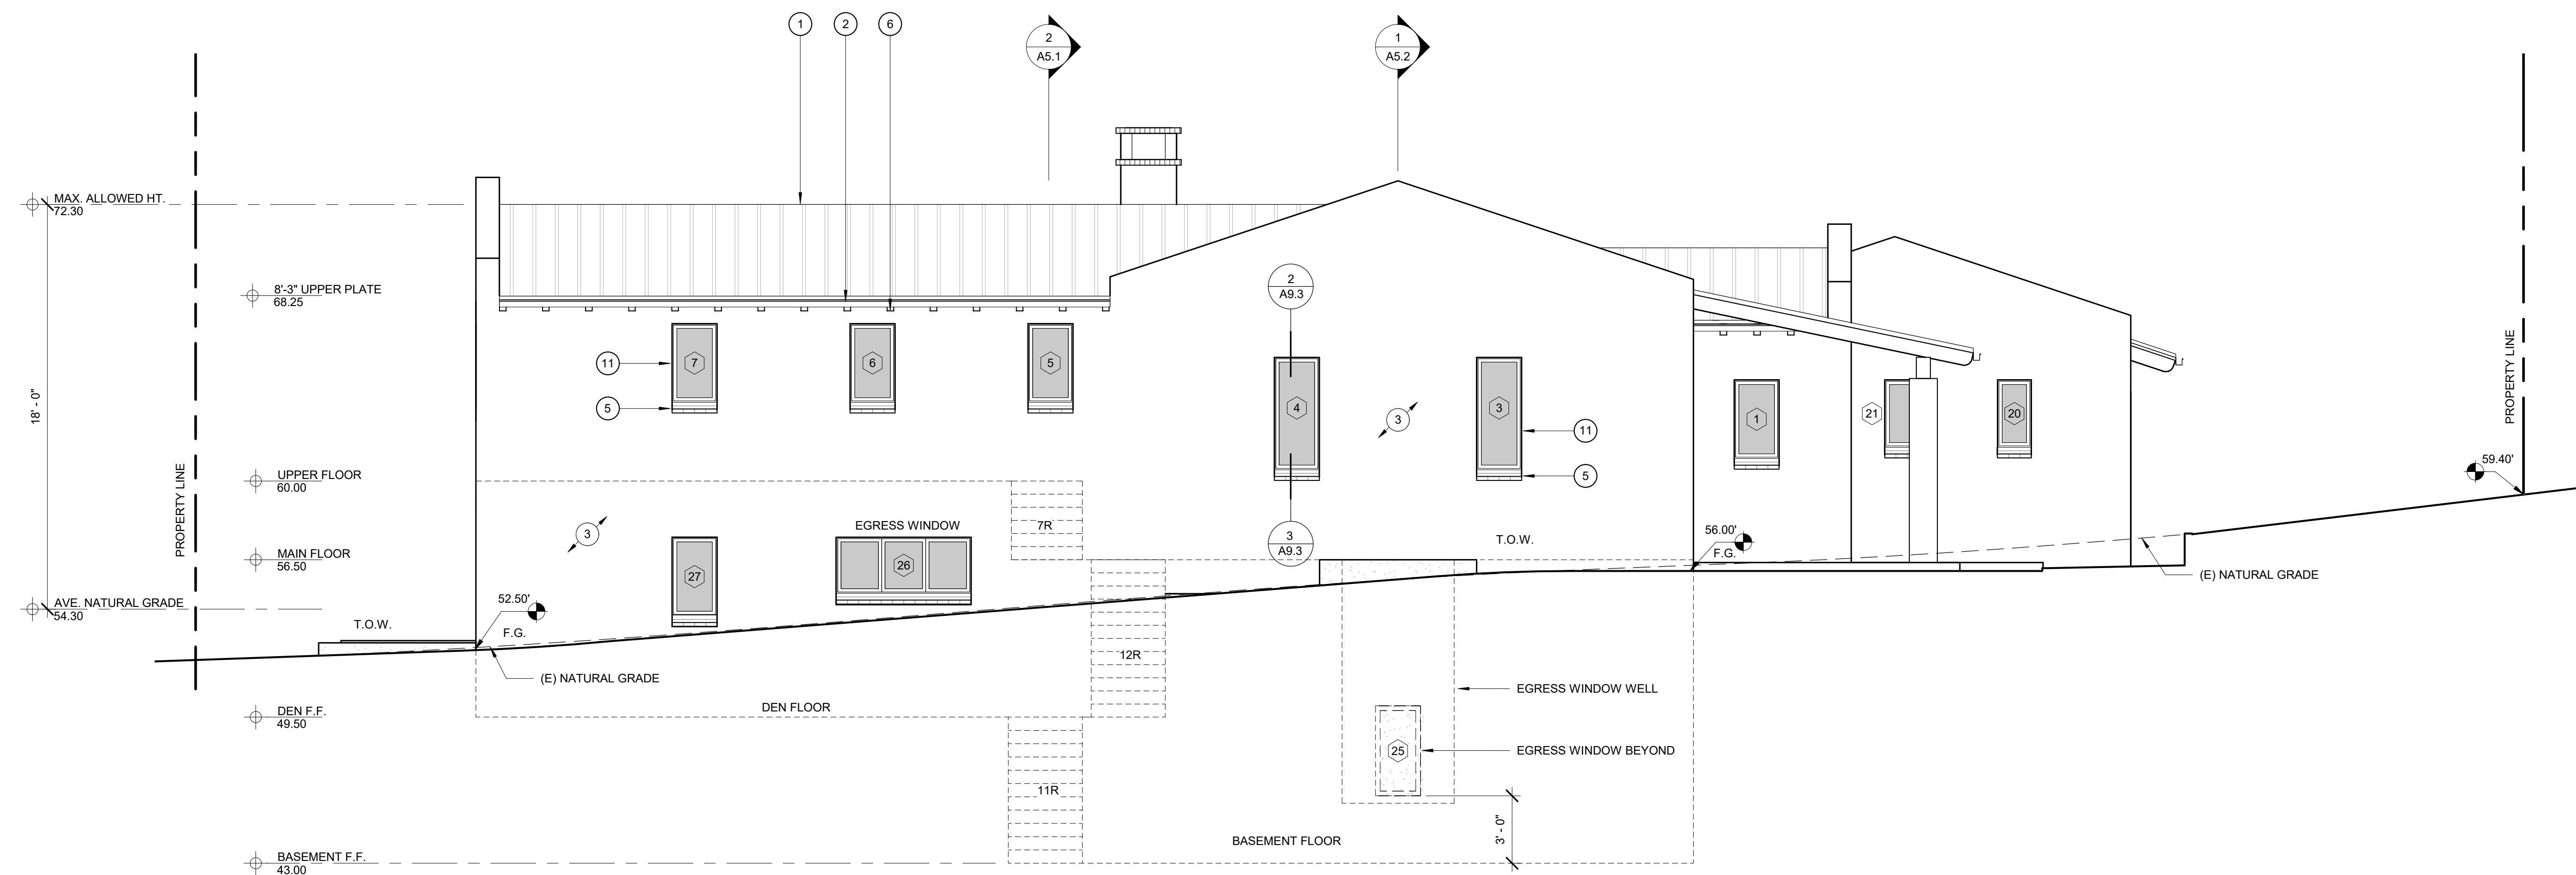 1
2
6
2
A5.1
1
A5.2
MAX. ALLOWED HT.
72.30
8'-3" UPPER PLATE
68.25
2
A9.3
PROPERTY LINE
7
6
5
11
5
4
3
3
11
5
1
21
20
18' - 0"
PROPERTY LINE
59.40'
UPPER FLOOR
60.00
EGRESS WINDOW
7R
3
A9.3
T.O.W.
56.00'
F.G.
3
MAIN FLOOR
56.50
27
26
(E) NATURAL GRADE
AVE. NATURAL GRADE
54.30
52.50'
T.O.W.
F.G.
12R
(E) NATURAL GRADE
EGRESS WINDOW WELL
DEN F.F.
49.50
DEN FLOOR
25
EGRESS WINDOW BEYOND
11R
3' - 0"
BASEMENT FLOOR
BASEMENT F.F.
43.00